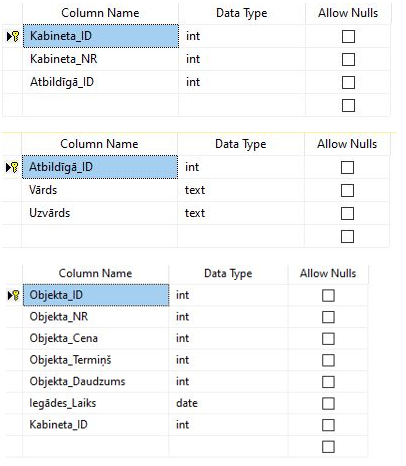 Column Name Data Type Allow Nulls
Kabineta_ID int
Kabineta_NR int
Atbildīgā_ID int
Column Name Data Type Allow Nulls
Atbildīgā_ID int
Vārds text
Uzvārds text
Column Name Data Type Allow Nulls
Objekta_ID int
Objekta_NR int
Objekta_Cena int
Objekta_Termiņš int
Objekta_Daudzums int
Iegādes_Laiks date
Kabineta_ID int